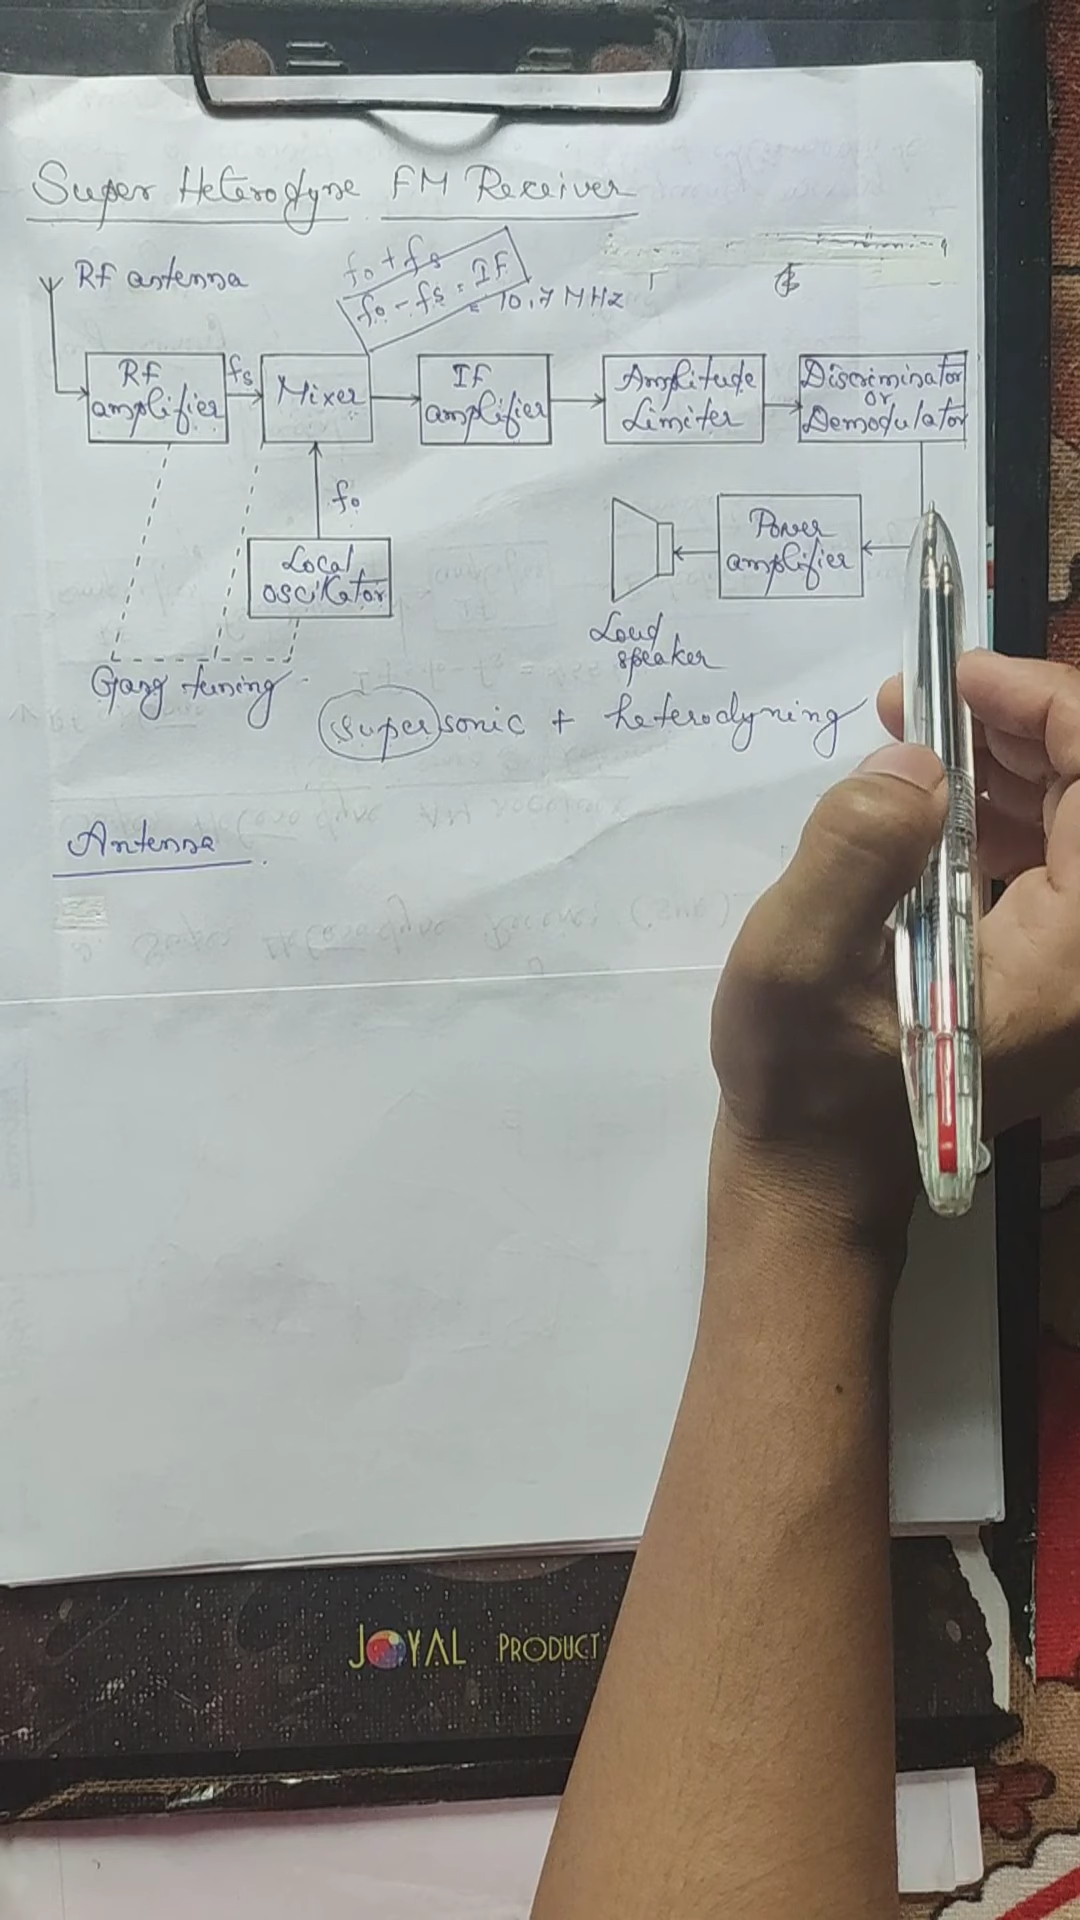 Super Heterodyne FM Receiver
RF antenna
fo + fs
fo - fs = IF
= 10.7 MHz
RF amplifier
fs
Mixer
IF amplifier
Amplitude Limiter
Discriminator or Demodulator
fo
Local oscillator
Power amplifier
Loud speaker
Gang tuning
supersonic + heterodyning
Antenna
JOYAL PRODUCT